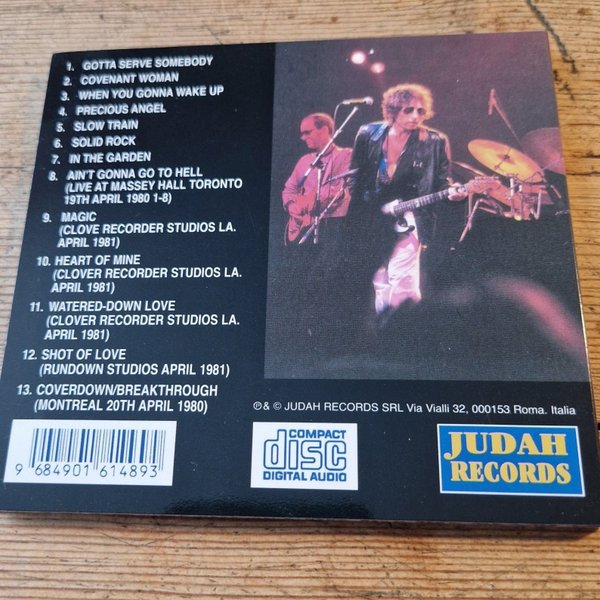 1. GOTTA SERVE SOMEBODY
2. COVENANT WOMAN
3. WHEN YOU GONNA WAKE UP
4. PRECIOUS ANGEL
5. SLOW TRAIN
6. SOLID ROCK
7. IN THE GARDEN
8. AIN'T GONNA GO TO HELL
(LIVE AT MASSEY HALL TORONTO
19TH APRIL 1980 1-8)
9. MAGIC
(CLOVE RECORDER STUDIOS LA.
APRIL 1981)
10. HEART OF MINE
(CLOVER RECORDER STUDIOS LA.
APRIL 1981)
11. WATERED-DOWN LOVE
(CLOVER RECORDER STUDIOS LA.
APRIL 1981)
12. SHOT OF LOVE
(RUNDOWN STUDIOS APRIL 1981)
13. COVERDOWN/BREAKTHROUGH
(MONTREAL 20TH APRIL 1980)
℗ & © JUDAH RECORDS SRL Via Vialli 32, 000153 Roma. Italia
9 684901 614893
COMPACT
disc
DIGITAL AUDIO
JUDAH
RECORDS